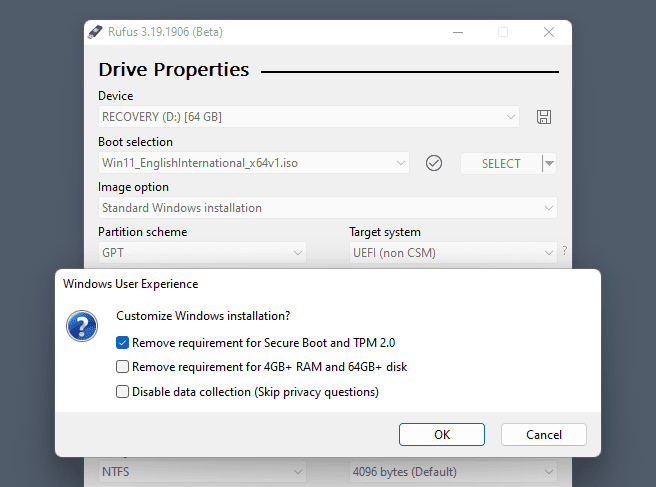 Rufus 3.19.1906 (Beta)
Drive Properties
Device
RECOVERY (D:) [64 GB]
Boot selection
Win11_EnglishInternational_x64v1.iso
SELECT
Image option
Standard Windows installation
Partition scheme
Target system
GPT
UEFI (non CSM)
?
Windows User Experience
Customize Windows installation?
Remove requirement for Secure Boot and TPM 2.0
Remove requirement for 4GB+ RAM and 64GB+ disk
Disable data collection (Skip privacy questions)
OK
Cancel
NTFS
4096 bytes (Default)